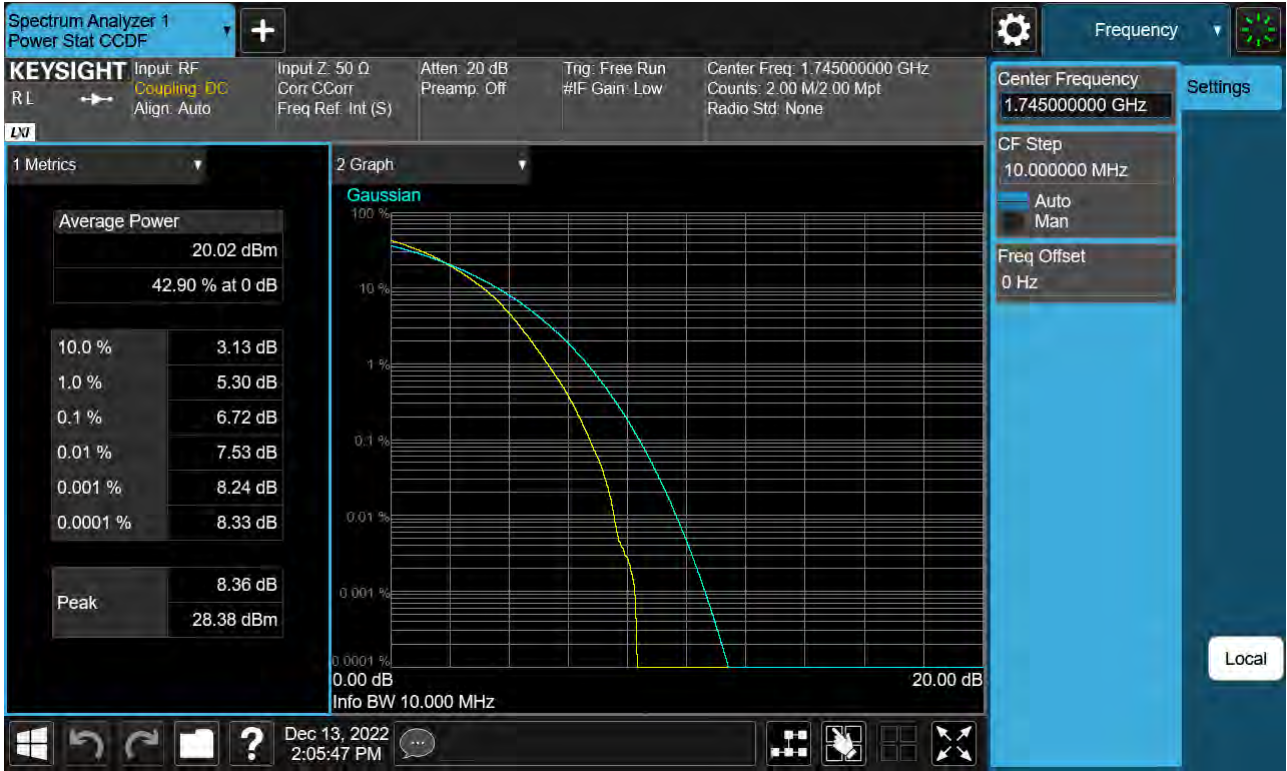 Spectrum Analyzer 1
Power Stat CCDF
+
Frequency
KEYSIGHT
RL
LXI
Input: RF
Coupling: DC
Align: Auto
Input Z: 50 Ω
Corr CCorr
Freq Ref: Int (S)
Atten: 20 dB
Preamp: Off
Trig: Free Run
#IF Gain: Low
Center Freq: 1.745000000 GHz
Counts: 2.00 M/2.00 Mpt
Radio Std: None
Center Frequency
1.745000000 GHz
Settings
CF Step
10.000000 MHz
Auto
Man
Freq Offset
0 Hz
Local
1 Metrics
Average Power
20.02 dBm
42.90 % at 0 dB
10.0 % 3.13 dB
1.0 % 5.30 dB
0.1 % 6.72 dB
0.01 % 7.53 dB
0.001 % 8.24 dB
0.0001 % 8.33 dB
Peak
8.36 dB
28.38 dBm
2 Graph
Gaussian
100 %
10 %
1 %
0.1 %
0.01 %
0.001 %
0.0001 %
0.00 dB 20.00 dB
Info BW 10.000 MHz
?
Dec 13, 2022
2:05:47 PM